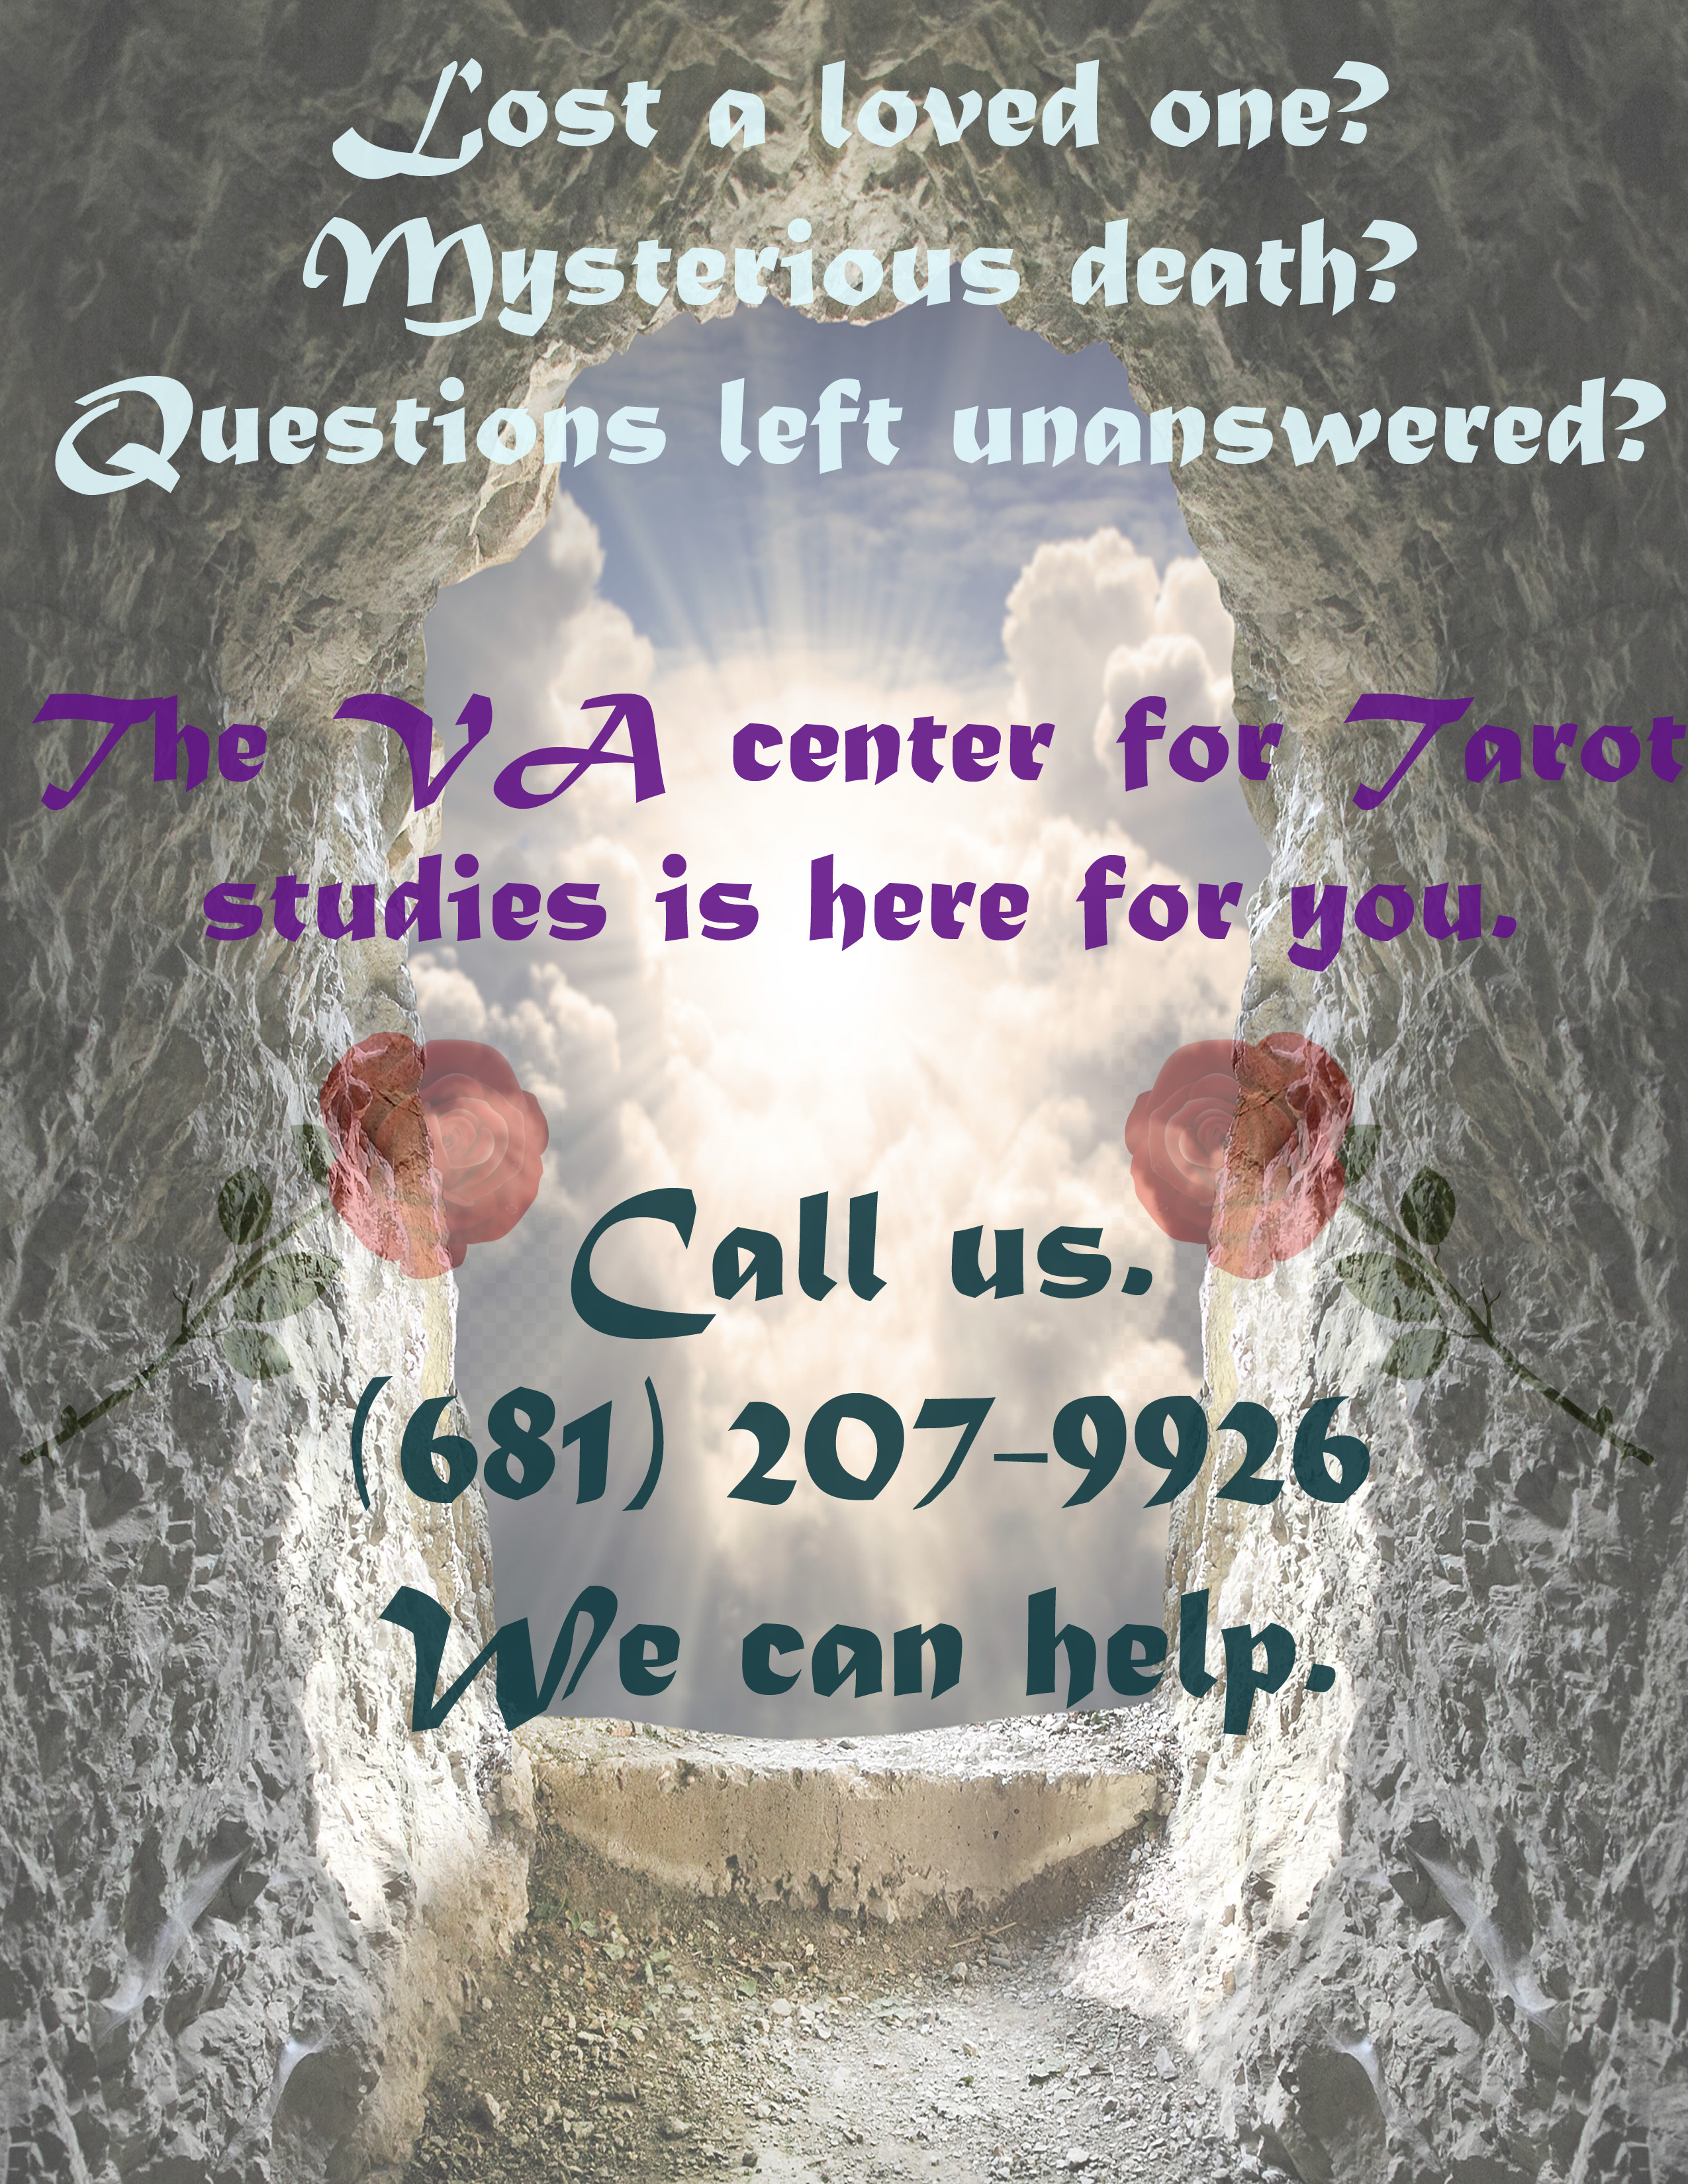 Lost a loved one?
Mysterious death?
Questions left unanswered?
The VA center for Tarot
studies is here for you.
Call us.
(681) 207-9926
We can help.